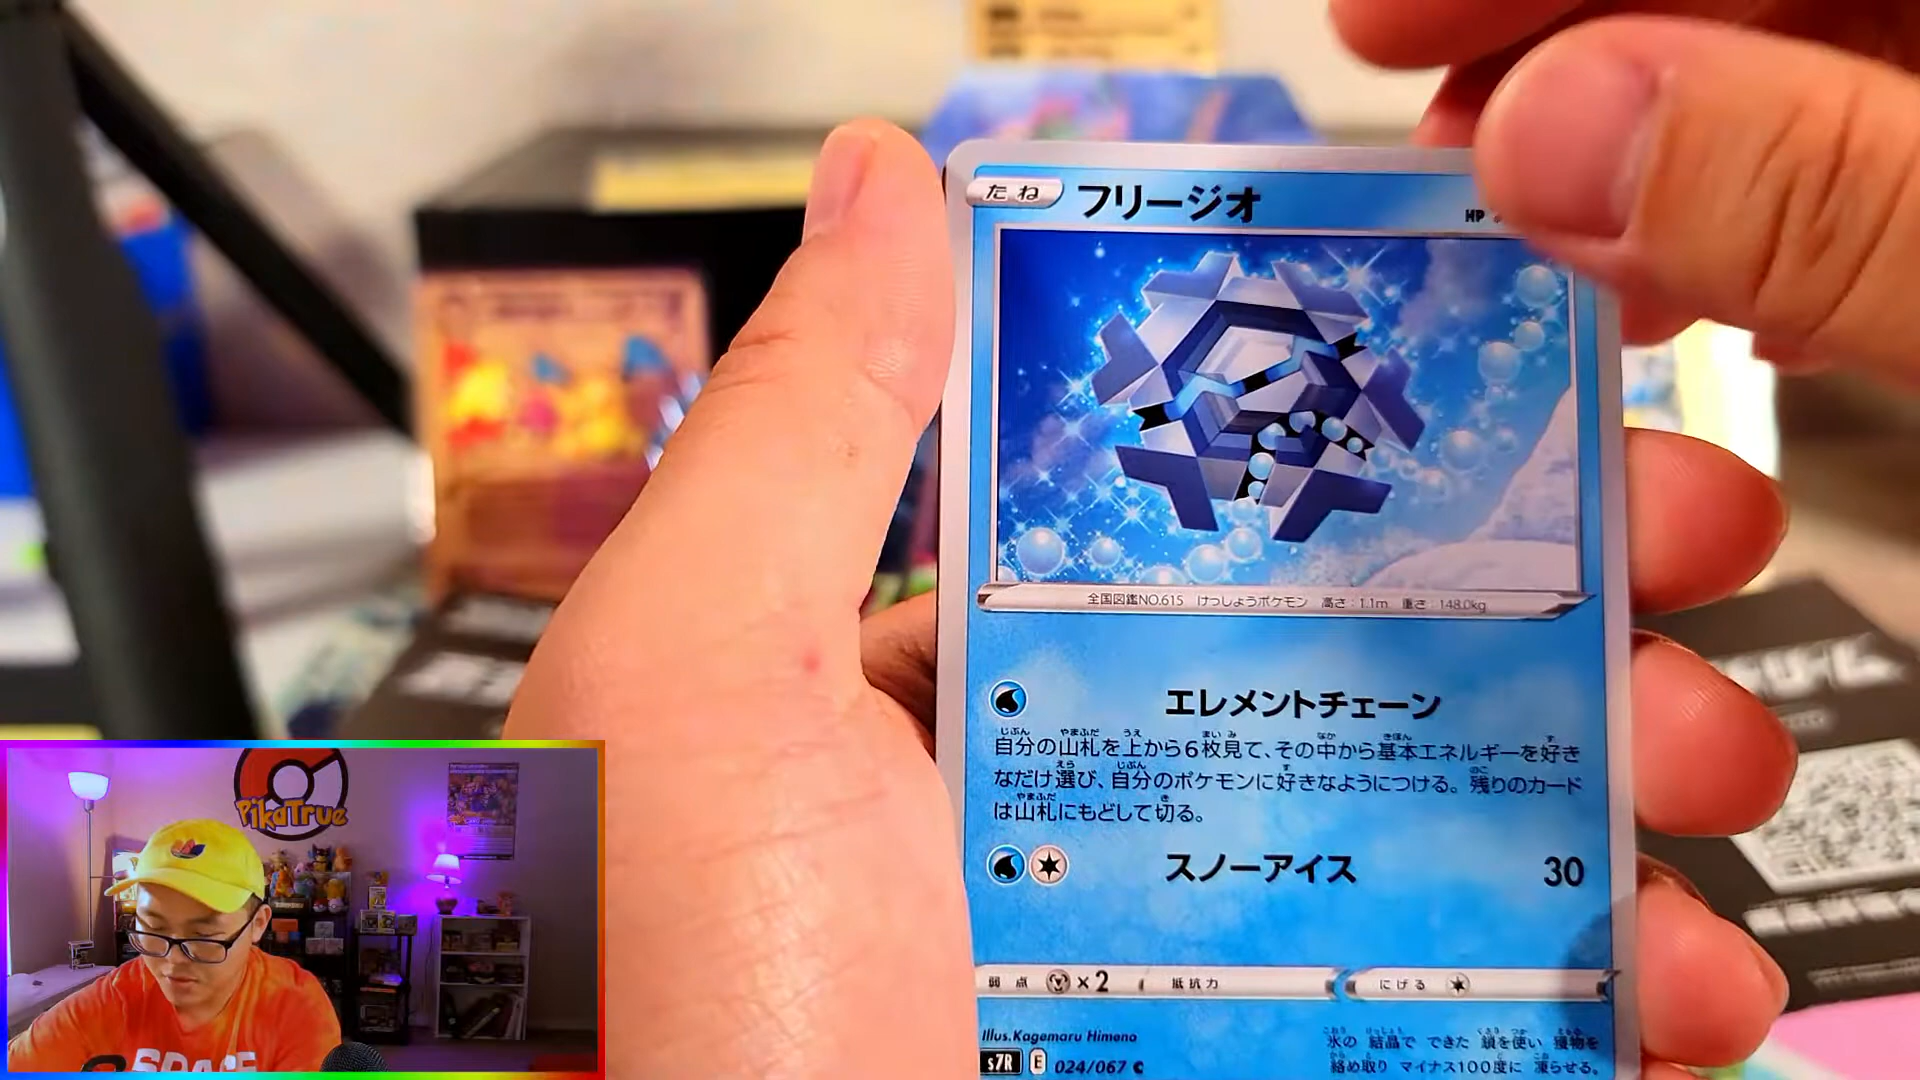 たね フリージオ HP
全国図鑑NO.615 けっしょうポケモン 高さ:1.1m 重さ:148.0kg
エレメントチェーン
自分の山札を上から6枚見て、その中から基本エネルギーを好き
なだけ選び、自分のポケモンに好きなようにつける。残りのカード
は山札にもどして切る。
スノーアイス 30
弱点 ×2 抵抗力 にげる
Illus.Kagemaru Himeno
s7R E 024/067 C
氷の結晶で できた 鎖を使い 獲物を
絡め取り マイナス100度に 凍らせる。
PikaTrue
SPACE